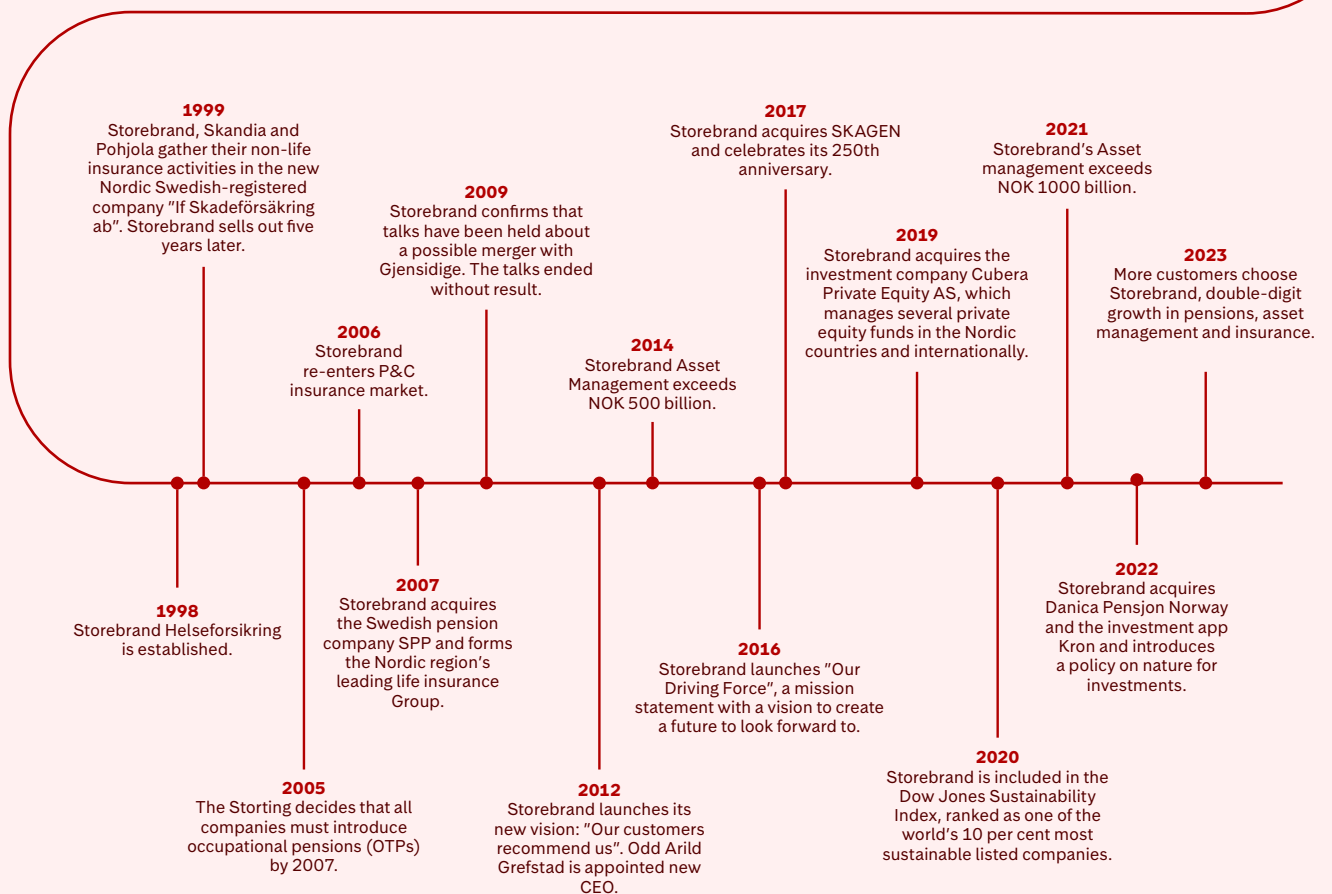 1999
Storebrand, Skandia and
Pohjola gather their non-life
insurance activities in the new
Nordic Swedish-registered
company "If Skadeförsäkring
ab". Storebrand sells out five
years later.
2006
Storebrand
re-enters P&C
insurance market.
2009
Storebrand confirms that
talks have been held about
a possible merger with
Gjensidige. The talks ended
without result.
2014
Storebrand Asset
Management exceeds
NOK 500 billion.
2017
Storebrand acquires SKAGEN
and celebrates its 250th
anniversary.
2019
Storebrand acquires the
investment company Cubera
Private Equity AS, which
manages several private
equity funds in the Nordic
countries and internationally.
2021
Storebrand's Asset
management exceeds
NOK 1000 billion.
2023
More customers choose
Storebrand, double-digit
growth in pensions, asset
management and insurance.
1998
Storebrand Helseforsikring
is established.
2005
The Storting decides that all
companies must introduce
occupational pensions (OTPs)
by 2007.
2007
Storebrand acquires
the Swedish pension
company SPP and forms
the Nordic region's
leading life insurance
Group.
2012
Storebrand launches its
new vision: "Our customers
recommend us". Odd Arild
Grefstad is appointed new
CEO.
2016
Storebrand launches "Our
Driving Force", a mission
statement with a vision to create
a future to look forward to.
2020
Storebrand is included in the
Dow Jones Sustainability
Index, ranked as one of the
world's 10 per cent most
sustainable listed companies.
2022
Storebrand acquires
Danica Pensjon Norway
and the investment app
Kron and introduces
a policy on nature for
investments.